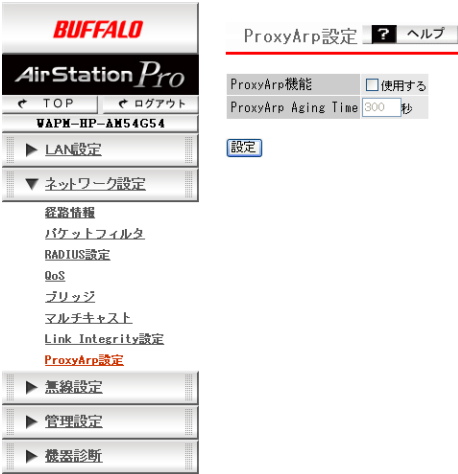 BUFFALO
AirStation Pro
TOP ログアウト
WAPM-HP-AM54G54
▶ LAN設定
▼ ネットワーク設定
経路情報
パケットフィルタ
RADIUS設定
QoS
ブリッジ
マルチキャスト
Link Integrity設定
ProxyArp設定
▶ 無線設定
▶ 管理設定
▶ 機器診断
ProxyArp設定 ? ヘルプ
ProxyArp機能 使用する
ProxyArp Aging Time 300 秒
設定